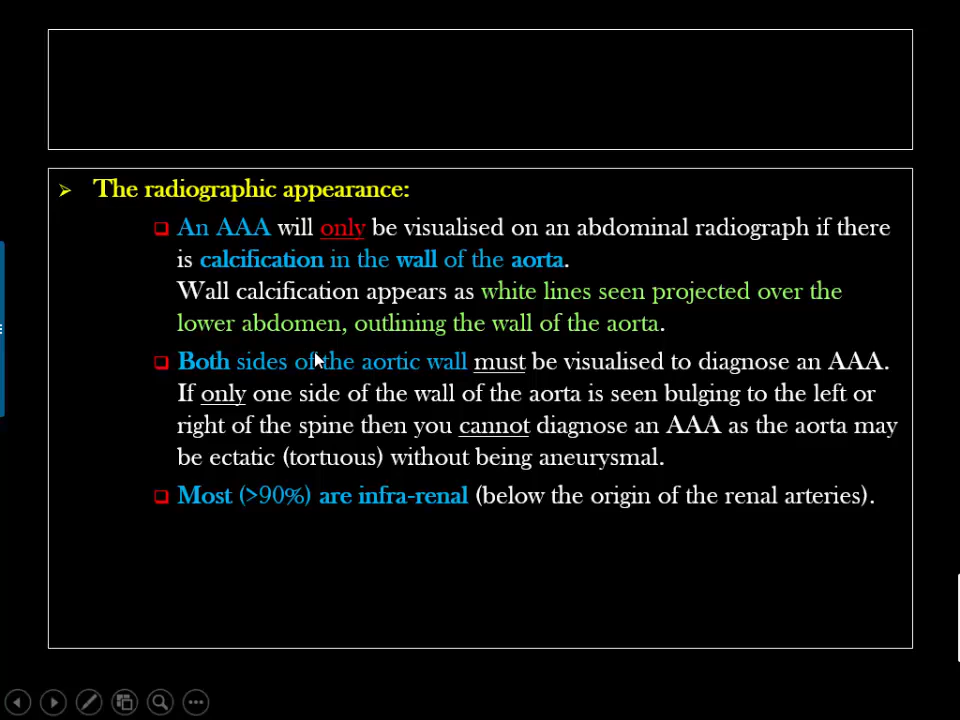 The radiographic appearance:
An AAA will only be visualised on an abdominal radiograph if there
is calcification in the wall of the aorta.
Wall calcification appears as white lines seen projected over the
lower abdomen, outlining the wall of the aorta.
Both sides of the aortic wall must be visualised to diagnose an AAA.
If only one side of the wall of the aorta is seen bulging to the left or
right of the spine then you cannot diagnose an AAA as the aorta may
be ectatic (tortuous) without being aneurysmal.
Most (>90%) are infra-renal (below the origin of the renal arteries).